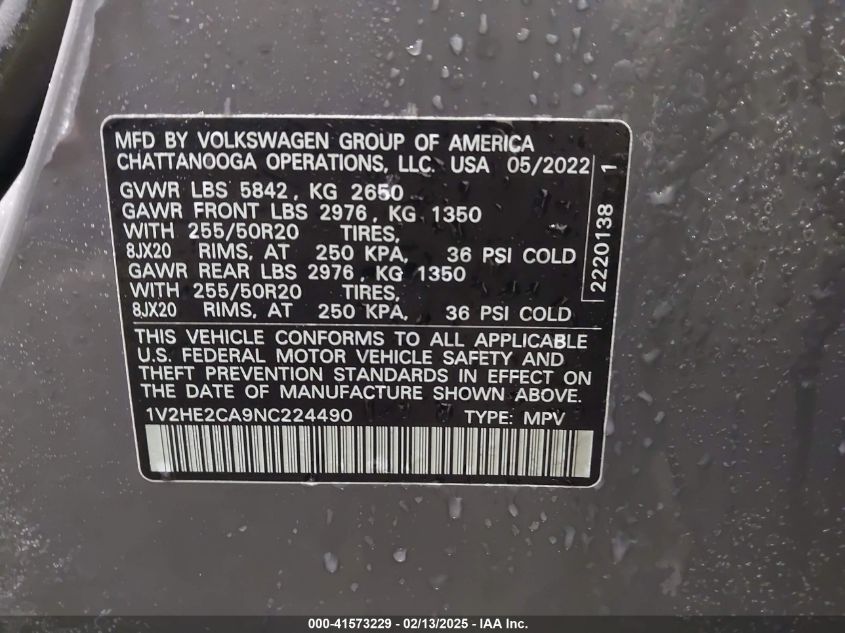 MFD BY VOLKSWAGEN GROUP OF AMERICA
CHATTANOOGA OPERATIONS, LLC, USA 05/2022
GVWR LBS 5842, KG 2650
GAWR FRONT LBS 2976, KG 1350
WITH 255/50R20 TIRES,
8JX20 RIMS, AT 250 KPA, 36 PSI COLD
GAWR REAR LBS 2976, KG 1350
WITH 255/50R20 TIRES,
8JX20 RIMS, AT 250 KPA, 36 PSI COLD
2220138 1
THIS VEHICLE CONFORMS TO ALL APPLICABLE
U.S. FEDERAL MOTOR VEHICLE SAFETY AND
THEFT PREVENTION STANDARDS IN EFFECT ON
THE DATE OF MANUFACTURE SHOWN ABOVE.
1V2HE2CA9NC224490 TYPE: MPV
000-41573229 - 02/13/2025 - IAA Inc.